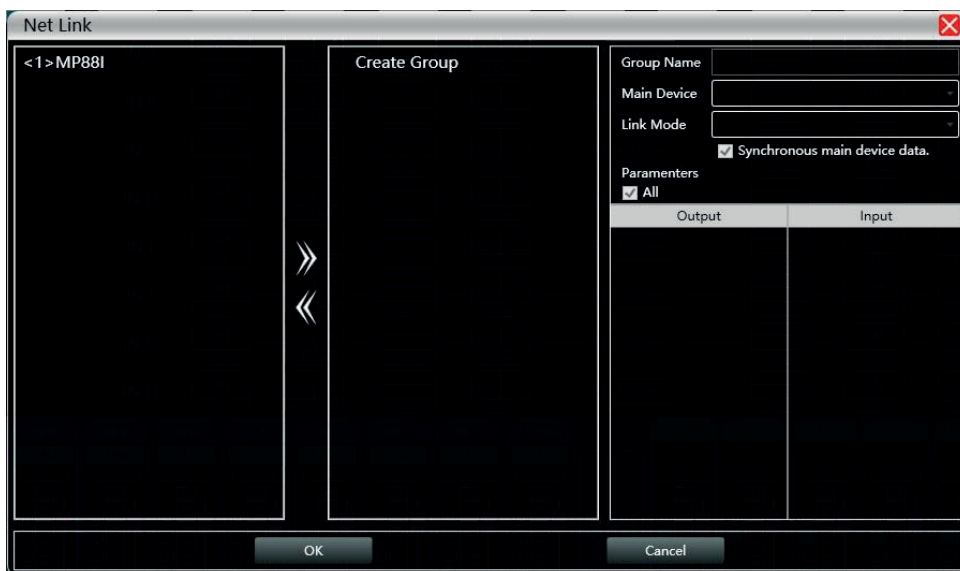 Net Link
<1>MP88I
Create Group
Group Name
Main Device
Link Mode
Synchronous main device data.
Paramenters
All
Output
Input
OK
Cancel